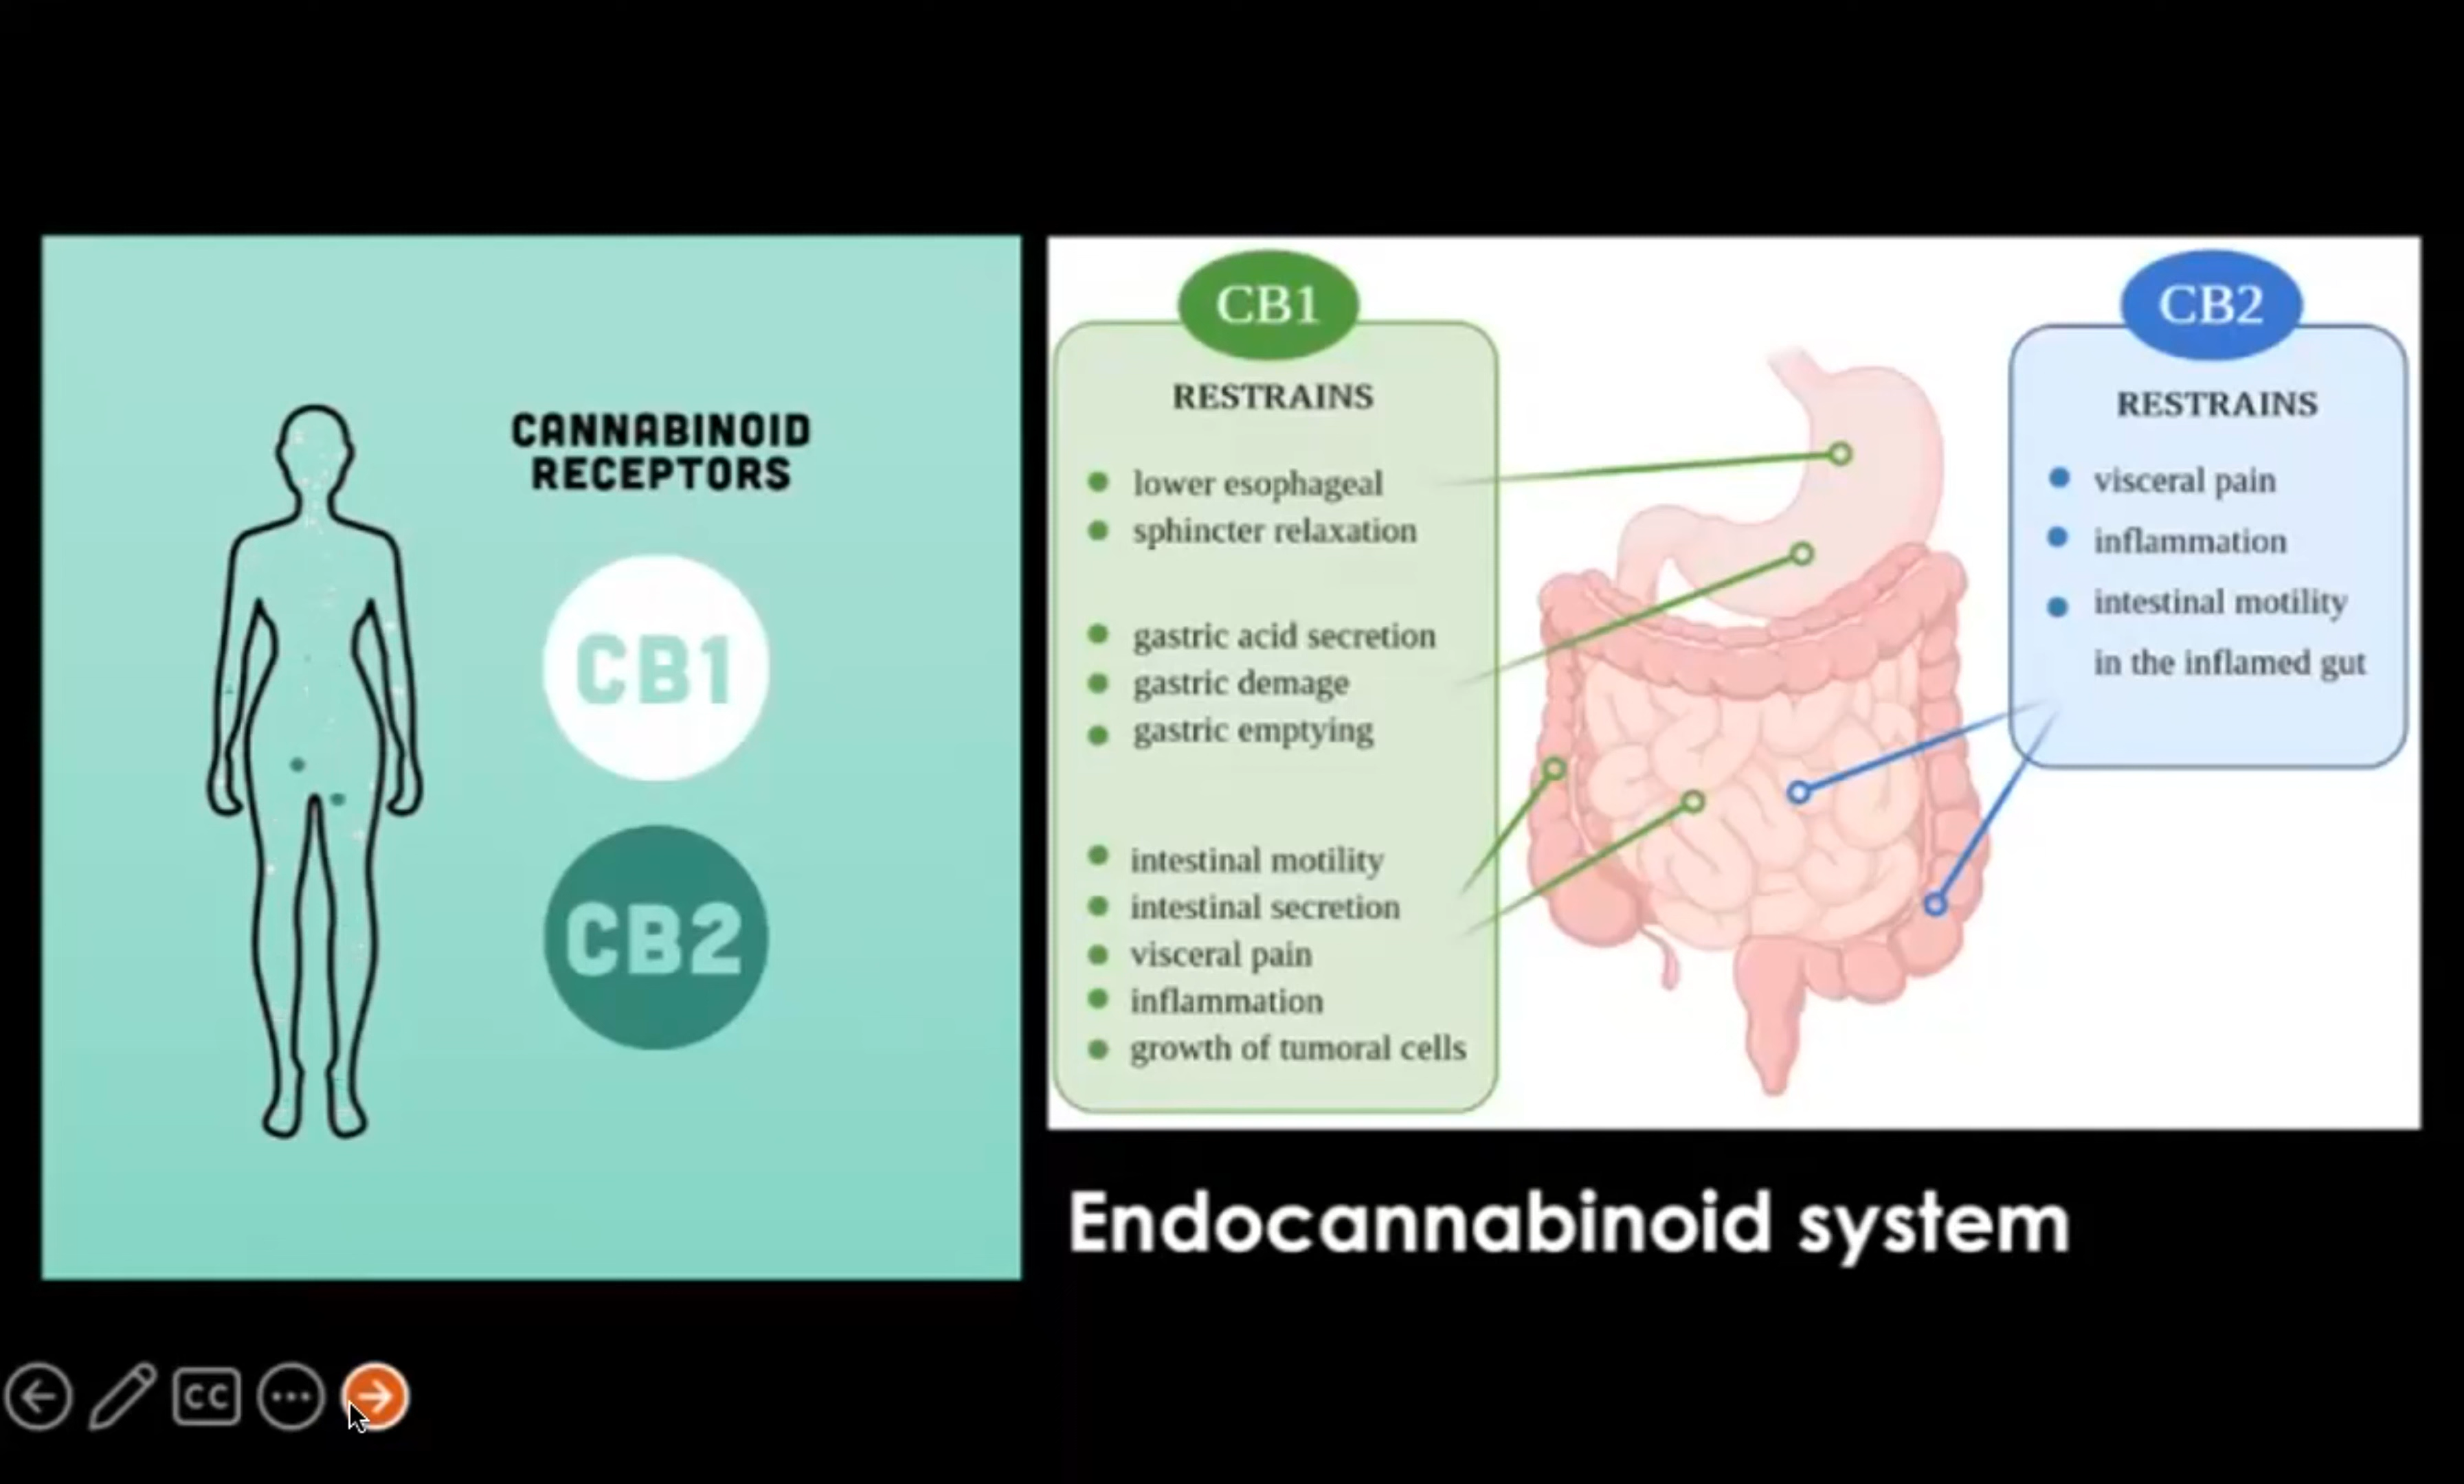 CANNABINOID
RECEPTORS
CB1
CB2
CB1
RESTRAINS
lower esophageal
sphincter relaxation
gastric acid secretion
gastric demage
gastric emptying
intestinal motility
intestinal secretion
visceral pain
inflammation
growth of tumoral cells
CB2
RESTRAINS
visceral pain
inflammation
intestinal motility
in the inflamed gut
Endocannabinoid system
CC